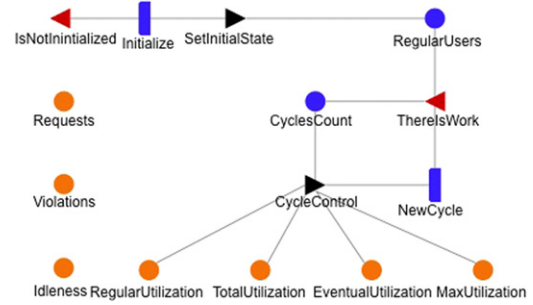 IsNotInintialized Initialize SetInitialState RegularUsers
Requests CyclesCount ThereIsWork
Violations CycleControl NewCycle
Idleness RegularUtilization TotalUtilization EventualUtilization MaxUtilization